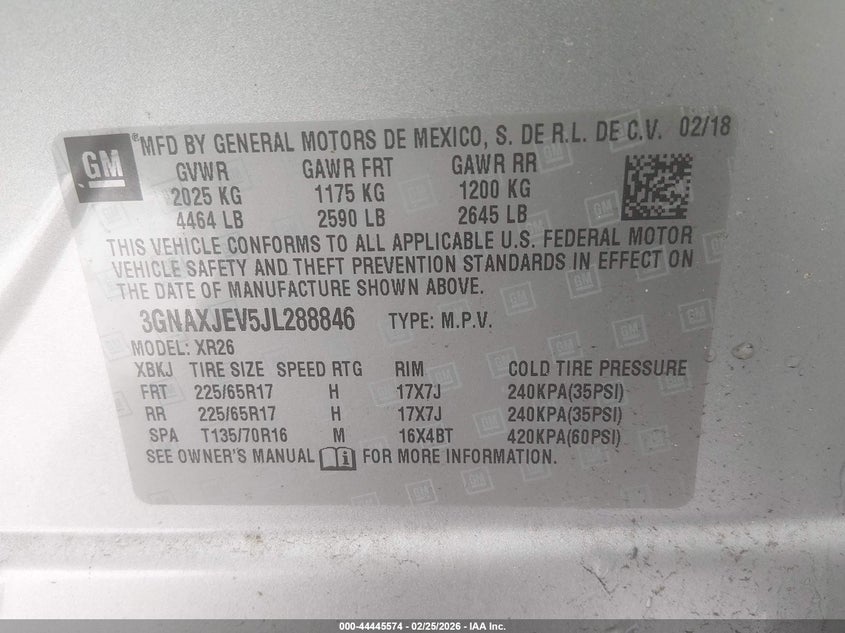 GM
® MFD BY GENERAL MOTORS DE MEXICO, S. DE R.L. DE C.V. 02/18
GVWR GAWR FRT GAWR RR
2025 KG 1175 KG 1200 KG
4464 LB 2590 LB 2645 LB
THIS VEHICLE CONFORMS TO ALL APPLICABLE U.S. FEDERAL MOTOR
VEHICLE SAFETY AND THEFT PREVENTION STANDARDS IN EFFECT ON
THE DATE OF MANUFACTURE SHOWN ABOVE.
3GNAXJEV5JL288846 TYPE: M.P.V.
MODEL: XR26
XBKJ TIRE SIZE SPEED RTG RIM COLD TIRE PRESSURE
FRT 225/65R17 H 17X7J 240KPA(35PSI)
RR 225/65R17 H 17X7J 240KPA(35PSI)
SPA T135/70R16 M 16X4BT 420KPA(60PSI)
SEE OWNER'S MANUAL i FOR MORE INFORMATION.
000-44445574 - 02/25/2026 - IAA Inc.